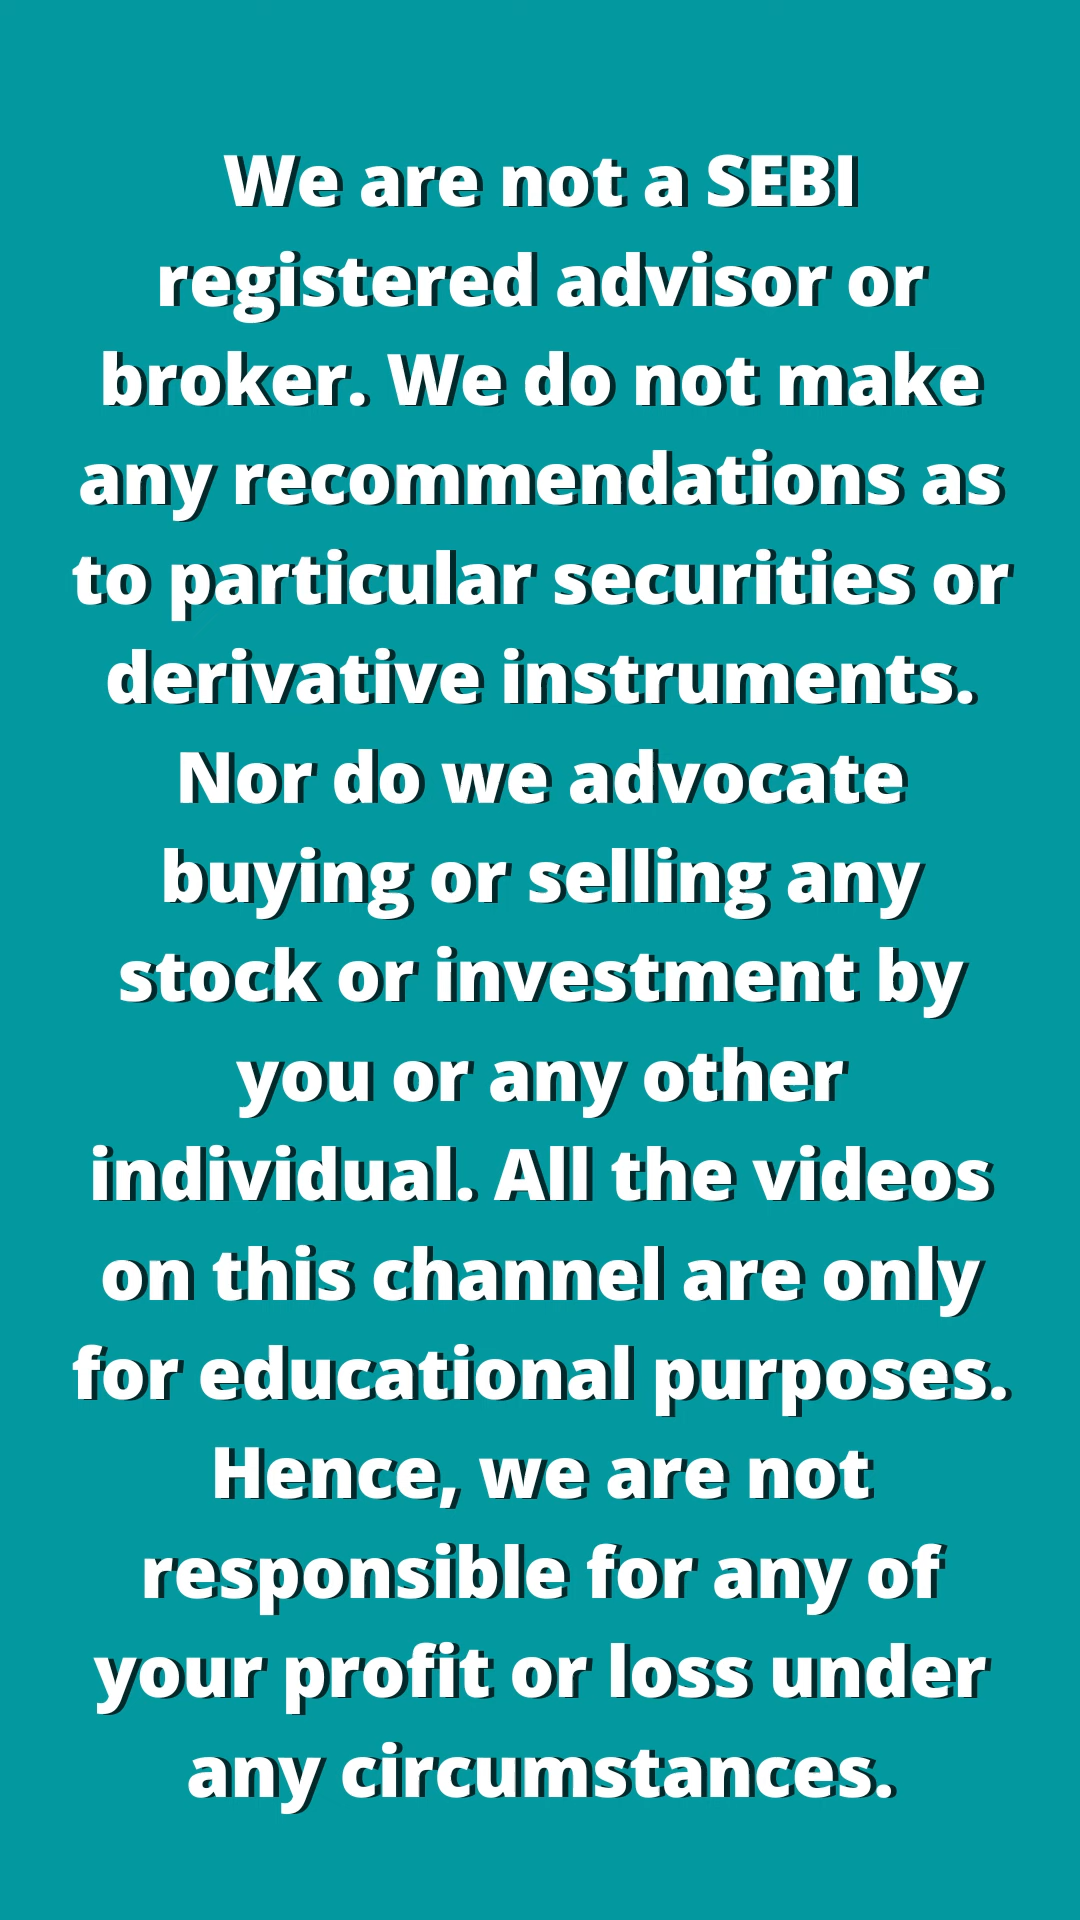 We are not a SEBI
registered advisor or
broker. We do not make
any recommendations as
to particular securities or
derivative instruments.
Nor do we advocate
buying or selling any
stock or investment by
you or any other
individual. All the videos
on this channel are only
for educational purposes.
Hence, we are not
responsible for any of
your profit or loss under
any circumstances.